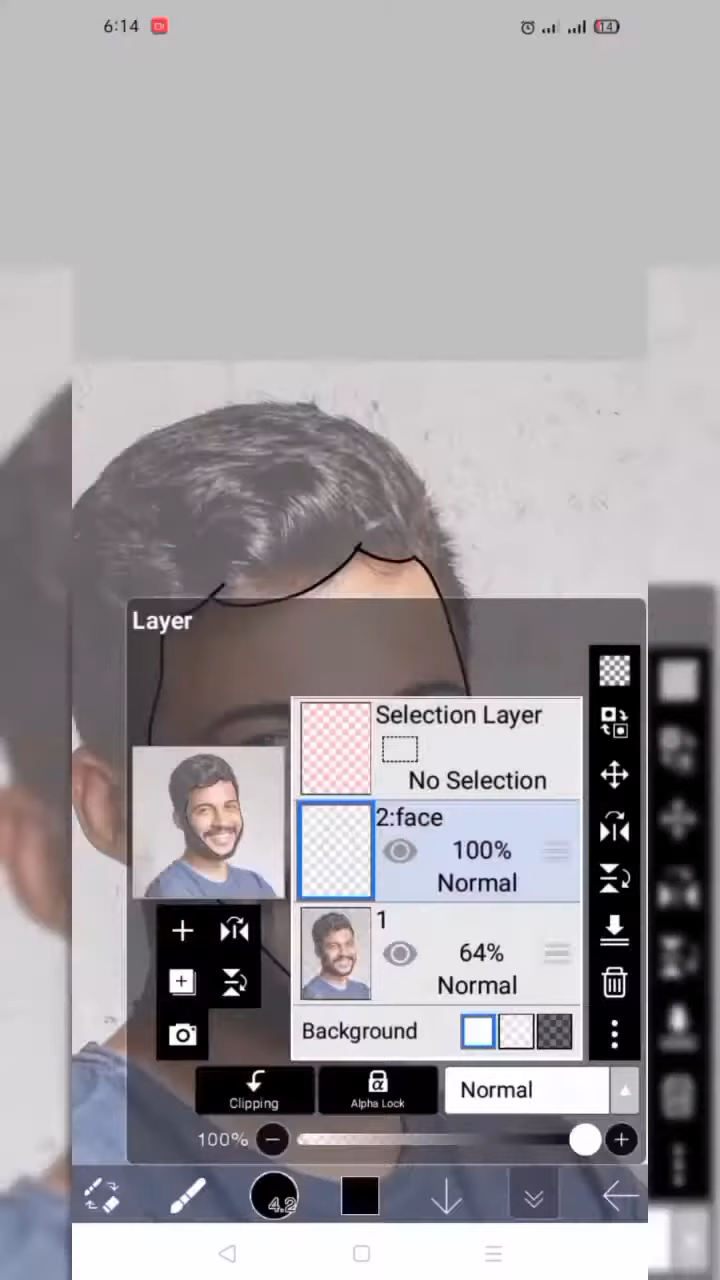 6:14
14
Layer
Selection Layer
No Selection
2:face
100%
Normal
1
64%
Normal
Background
Clipping
α
Alpha Lock
Normal
100%
4.2